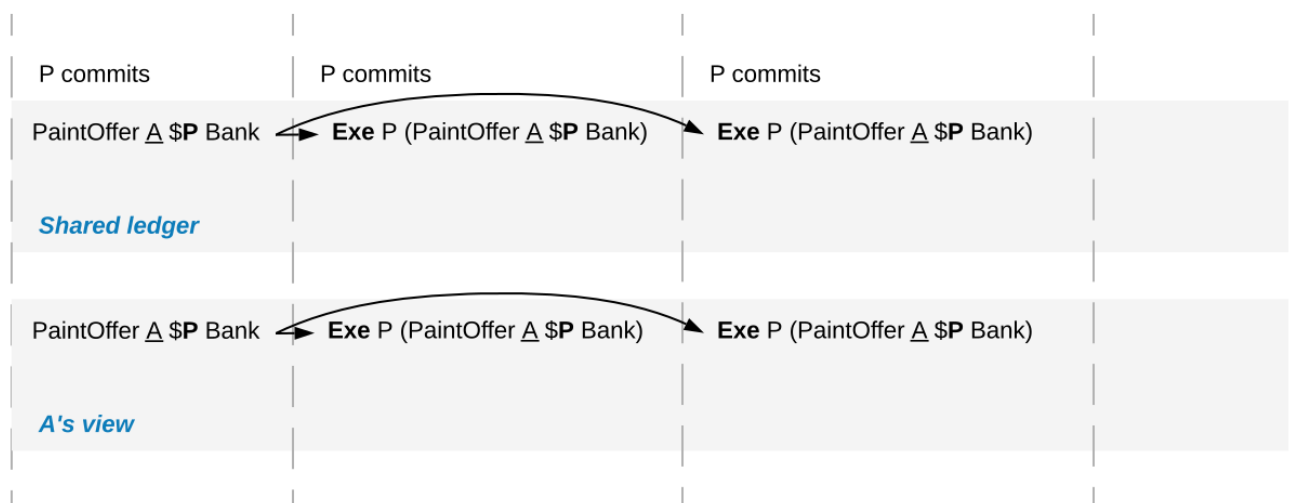 P commits P commits P commits
PaintOffer A $P Bank Exe P (PaintOffer A $P Bank) Exe P (PaintOffer A $P Bank)
Shared ledger
PaintOffer A $P Bank Exe P (PaintOffer A $P Bank) Exe P (PaintOffer A $P Bank)
A's view